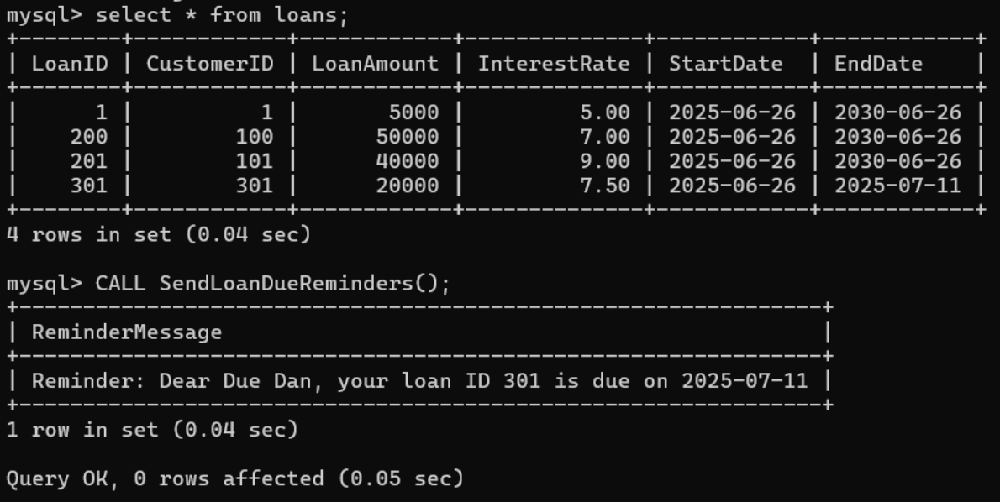 mysql> select * from loans;
+--------+------------+------------+--------------+------------+------------+
| LoanID | CustomerID | LoanAmount | InterestRate | StartDate  | EndDate    |
+--------+------------+------------+--------------+------------+------------+
|      1 |          1 |       5000 |         5.00 | 2025-06-26 | 2030-06-26 |
|    200 |        100 |      50000 |         7.00 | 2025-06-26 | 2030-06-26 |
|    201 |        101 |      40000 |         9.00 | 2025-06-26 | 2030-06-26 |
|    301 |        301 |      20000 |         7.50 | 2025-06-26 | 2025-07-11 |
+--------+------------+------------+--------------+------------+------------+
4 rows in set (0.04 sec)
mysql> CALL SendLoanDueReminders();
+---------------------------------------------------------------+
| ReminderMessage                                               |
+---------------------------------------------------------------+
| Reminder: Dear Due Dan, your loan ID 301 is due on 2025-07-11 |
+---------------------------------------------------------------+
1 row in set (0.04 sec)
Query OK, 0 rows affected (0.05 sec)